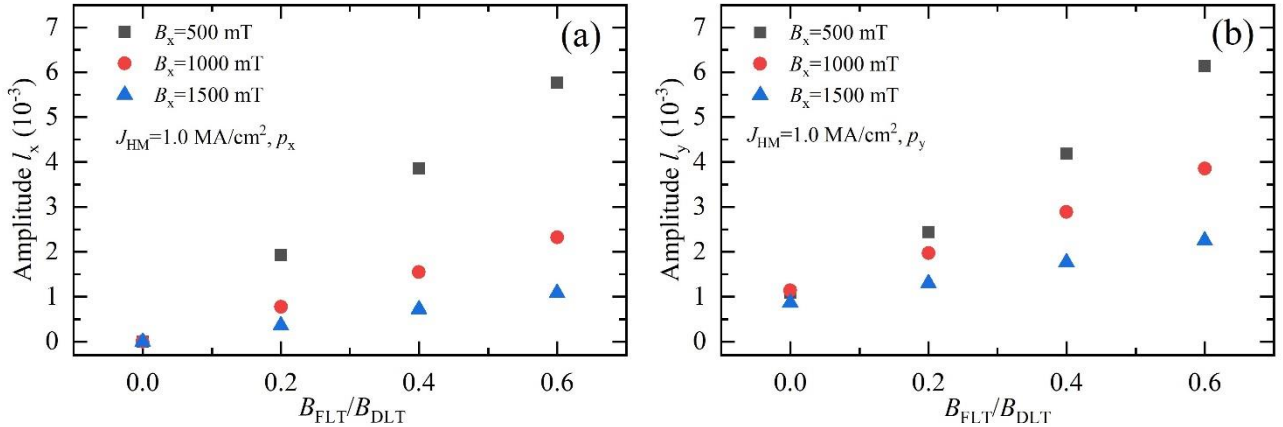 (a)
Bx=500 mT
Bx=1000 mT
Bx=1500 mT
JHM=1.0 MA/cm², px
Amplitude lx (10⁻³)
7
6
5
4
3
2
1
0
0.0 0.2 0.4 0.6
BFLT/BDLT
(b)
Bx=500 mT
Bx=1000 mT
Bx=1500 mT
JHM=1.0 MA/cm², py
Amplitude ly (10⁻³)
7
6
5
4
3
2
1
0
0.0 0.2 0.4 0.6
BFLT/BDLT